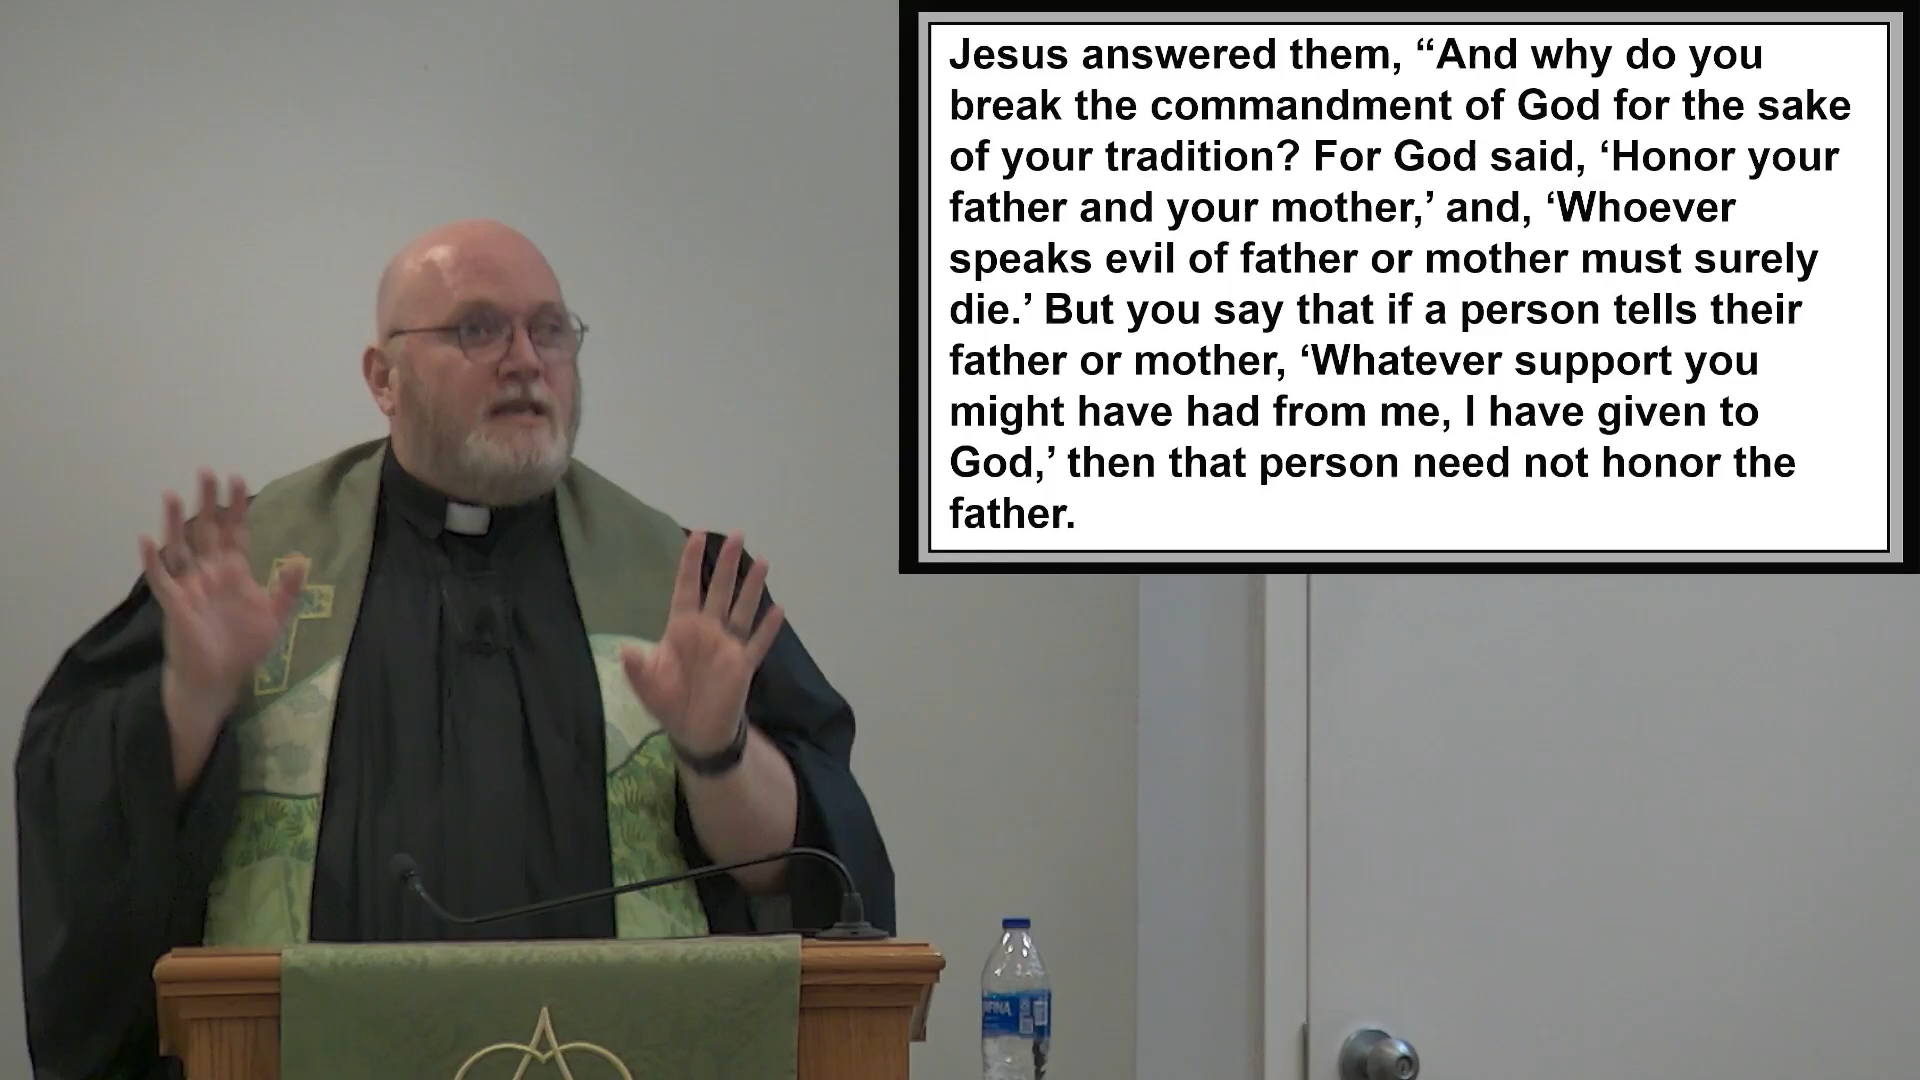 Jesus answered them, “And why do you
break the commandment of God for the sake
of your tradition? For God said, ‘Honor your
father and your mother,’ and, ‘Whoever
speaks evil of father or mother must surely
die.’ But you say that if a person tells their
father or mother, ‘Whatever support you
might have had from me, I have given to
God,’ then that person need not honor the
father.